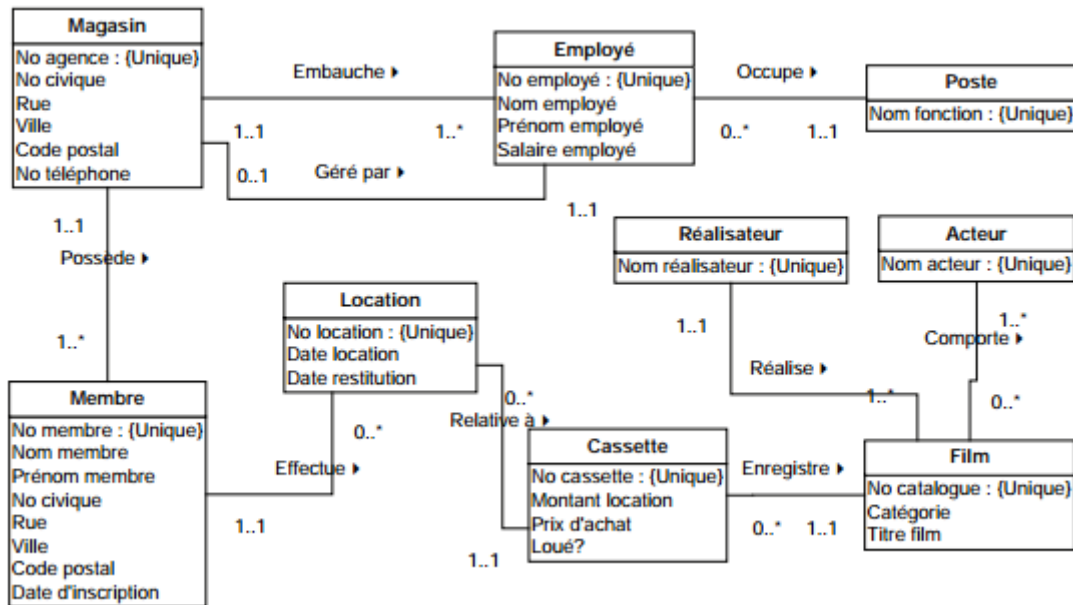 Magasin
No agence : {Unique}
No civique
Rue
Ville
Code postal
No téléphone
Embauche
1..1
1..*
Employé
No employé : {Unique}
Nom employé
Prénom employé
Salaire employé
Occupe
0..*
1..1
Poste
Nom fonction : {Unique}
0..1
Géré par
1..1
1..1
Possède
1..*
Réalisateur
Nom réalisateur : {Unique}
Acteur
Nom acteur : {Unique}
1..1
Réalise
1..*
1..*
Comporte
0..*
Location
No location : {Unique}
Date location
Date restitution
0..*
Relative à
1..1
0..*
Effectue
1..1
Membre
No membre : {Unique}
Nom membre
Prénom membre
No civique
Rue
Ville
Code postal
Date d'inscription
Cassette
No cassette : {Unique}
Montant location
Prix d'achat
Loué?
Enregistre
0..*
1..1
Film
No catalogue : {Unique}
Catégorie
Titre film